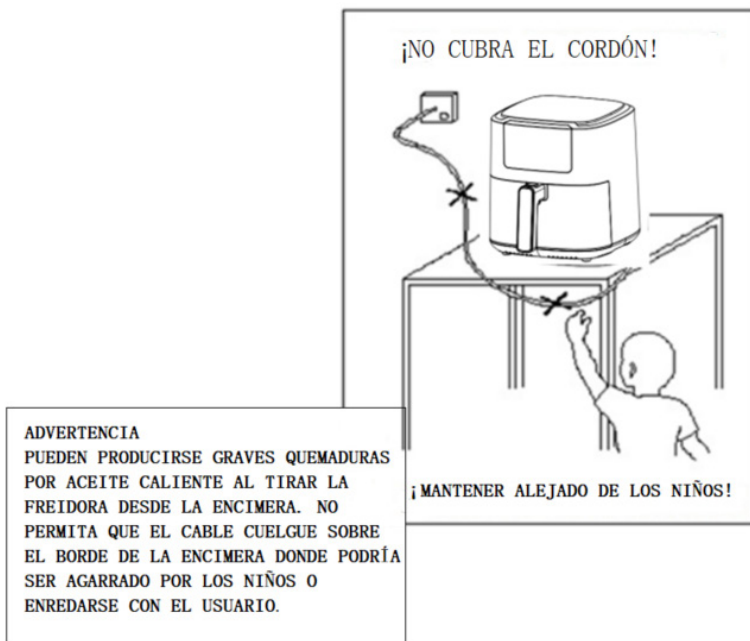 ¡NO CUBRA EL CORDÓN!
¡MANTENER ALEJADO DE LOS NIÑOS!
ADVERTENCIA
PUEDEN PRODUCIRSE GRAVES QUEMADURAS
POR ACEITE CALIENTE AL TIRAR LA
FREIDORA DESDE LA ENCIMERA. NO
PERMITA QUE EL CABLE CUELGUE SOBRE
EL BORDE DE LA ENCIMERA DONDE PODRÍA
SER AGARRADO POR LOS NIÑOS O
ENREDARSE CON EL USUARIO.